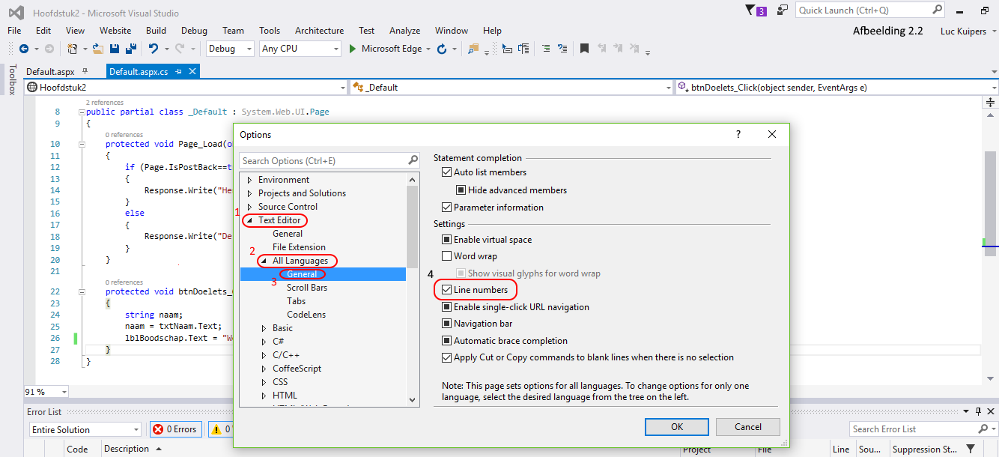 Hoofdstuk2 - Microsoft Visual Studio
3
Quick Launch (Ctrl+Q)
File Edit View Website Build Debug Team Tools Architecture Test Analyze Window Help
Afbeelding 2.2
Luc Kuipers
Debug
Any CPU
Microsoft Edge
Toolbox
Default.aspx
Default.aspx.cs
Hoofdstuk2
_Default
btnDoelets_Click(object sender, EventArgs e)
2 references
8 public partial class _Default : System.Web.UI.Page
9 {
0 references
10 protected void Page_Load(
11 {
12 if (Page.IsPostBack==
13 {
14 Response.Write("He
15 }
16 else
17 {
18 Response.Write("De
19 }
20 }
21
0 references
22 protected void btnDoelets_
23 {
24 string naam;
25 naam = txtNaam.Text;
26 lblBoodschap.Text = "W
27 }
28 }
91 %
Options
?
Search Options (Ctrl+E)
Environment
Projects and Solutions
Source Control
1
Text Editor
General
File Extension
2
All Languages
General
3
Scroll Bars
Tabs
CodeLens
Basic
C#
C/C++
CoffeeScript
CSS
HTML
Statement completion
Auto list members
Hide advanced members
Parameter information
Settings
Enable virtual space
Word wrap
Show visual glyphs for word wrap
4
Line numbers
Enable single-click URL navigation
Navigation bar
Automatic brace completion
Apply Cut or Copy commands to blank lines when there is no selection
Note: This page sets options for all languages. To change options for only one
language, select the desired language from the tree on the left.
OK
Cancel
Error List
Entire Solution
0 Errors
0
Search Error List
Code
Description
Project
File
Line
Sou...
Suppression St...